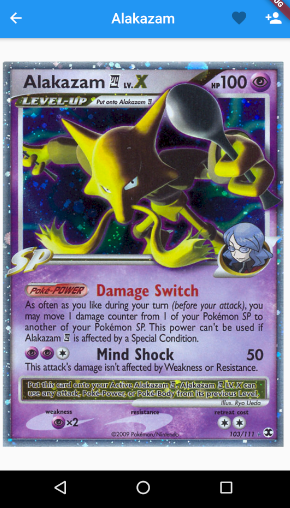 Alakazam
Alakazam 4 LV.X HP 100
LEVEL-UP Put onto Alakazam 4
SP
Poké-POWER Damage Switch
As often as you like during your turn (before your attack), you
may move 1 damage counter from 1 of your Pokémon SP to
another of your Pokémon SP. This power can't be used if
Alakazam 4 is affected by a Special Condition.
Mind Shock 50
This attack's damage isn't affected by Weakness or Resistance.
Put this card onto your Active Alakazam 4. Alakazam 4 LV.X can
use any attack, Poké-Power, or Poké-Body from its previous Level.
Illus. Ryo Ueda
weakness resistance retreat cost
×2
©2009 Pokémon/Nintendo 103/111